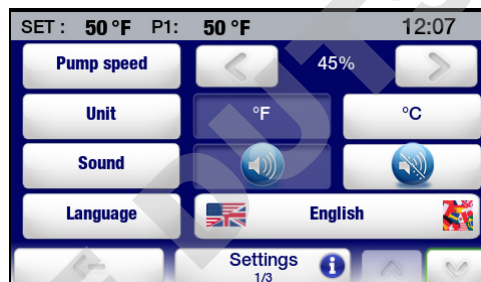 SET : 50 °F P1: 50 °F 12:07
Pump speed 45%
Unit °F °C
Sound
Language English
Settings
1/3